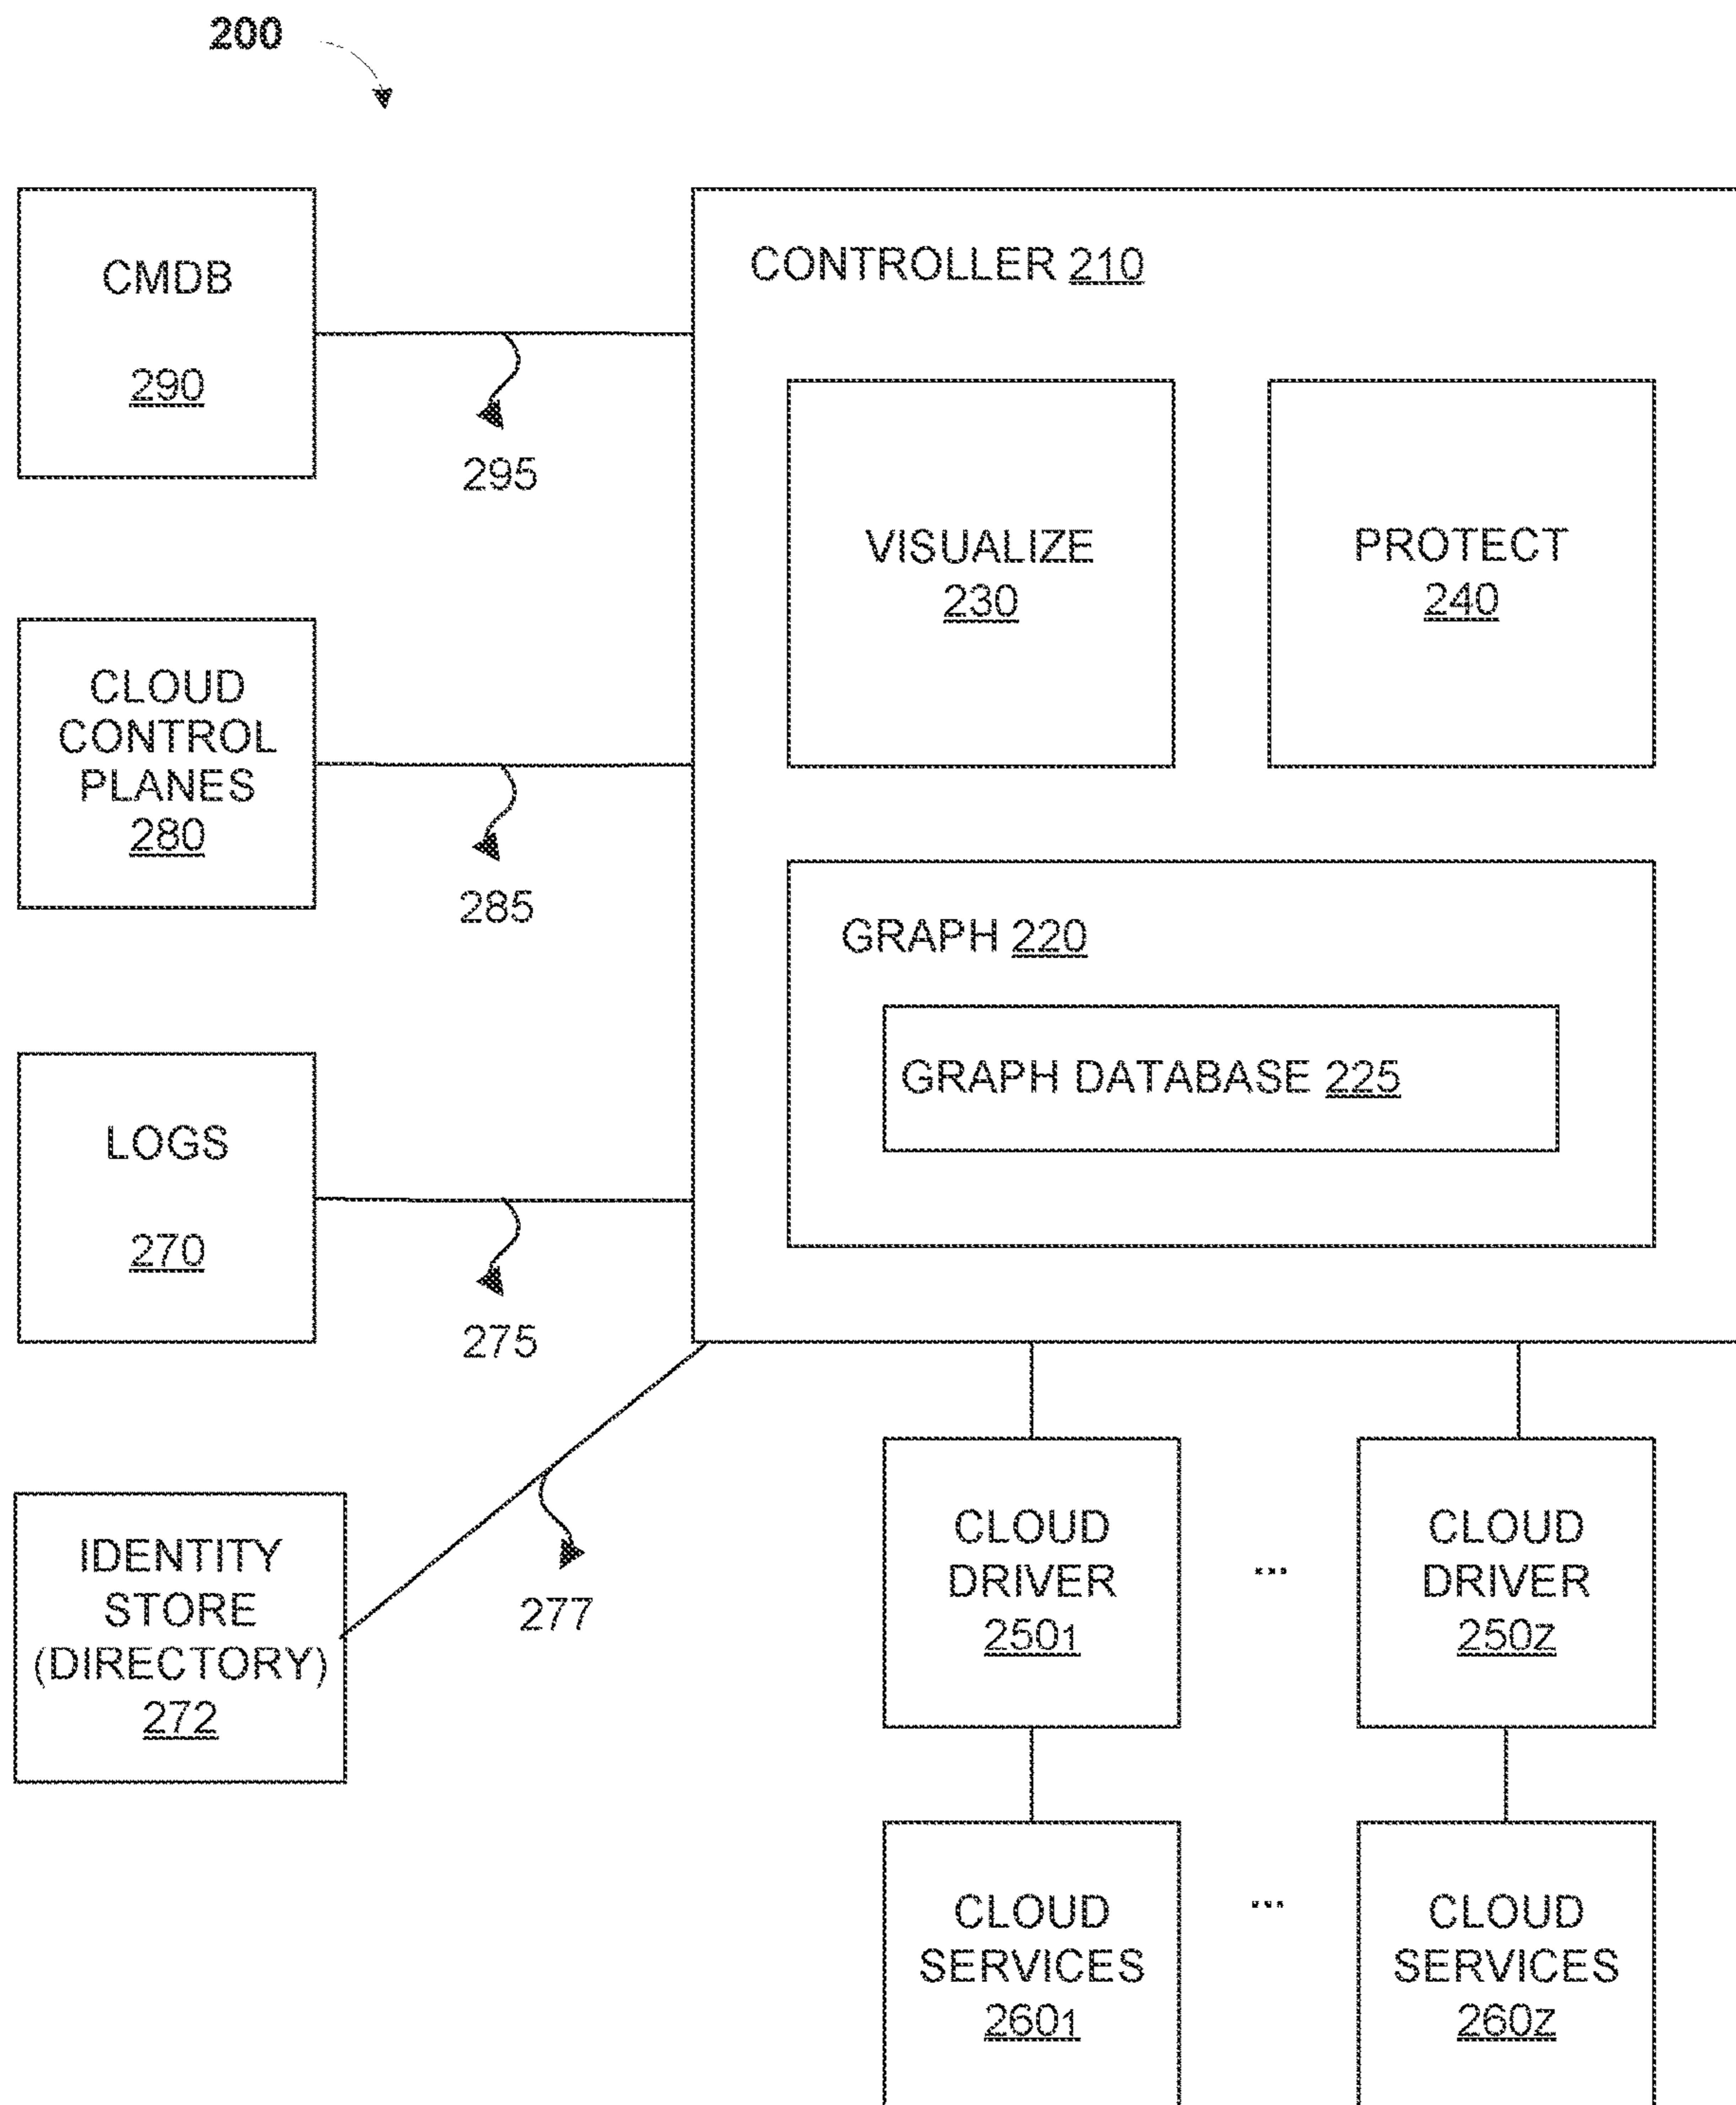 200
CMDB
290
295
CLOUD
CONTROL
PLANES
280
285
LOGS
270
275
IDENTITY
STORE
(DIRECTORY)
272
277
CONTROLLER 210
VISUALIZE
230
PROTECT
240
GRAPH 220
GRAPH DATABASE 225
CLOUD
DRIVER
2501
...
CLOUD
DRIVER
250Z
CLOUD
SERVICES
2601
...
CLOUD
SERVICES
260Z